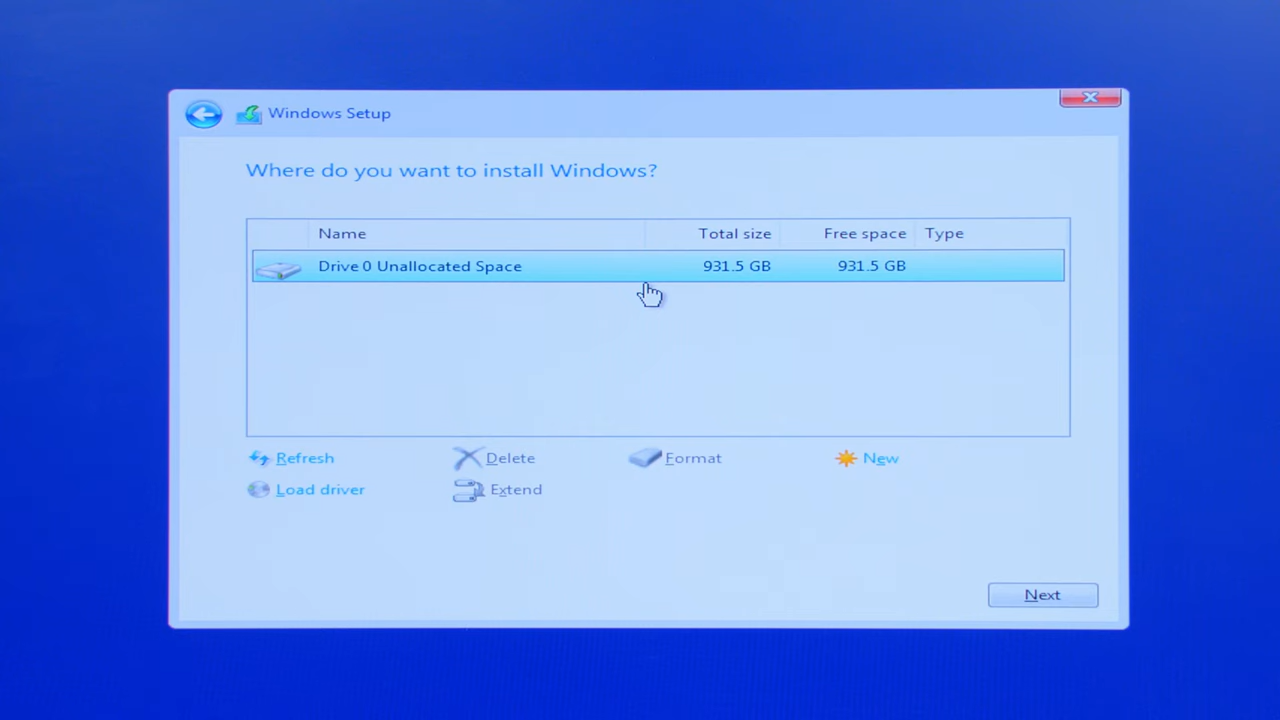 Windows Setup
Where do you want to install Windows?
Name Total size Free space Type
Drive 0 Unallocated Space 931.5 GB 931.5 GB
Refresh Delete Format New
Load driver Extend
Next